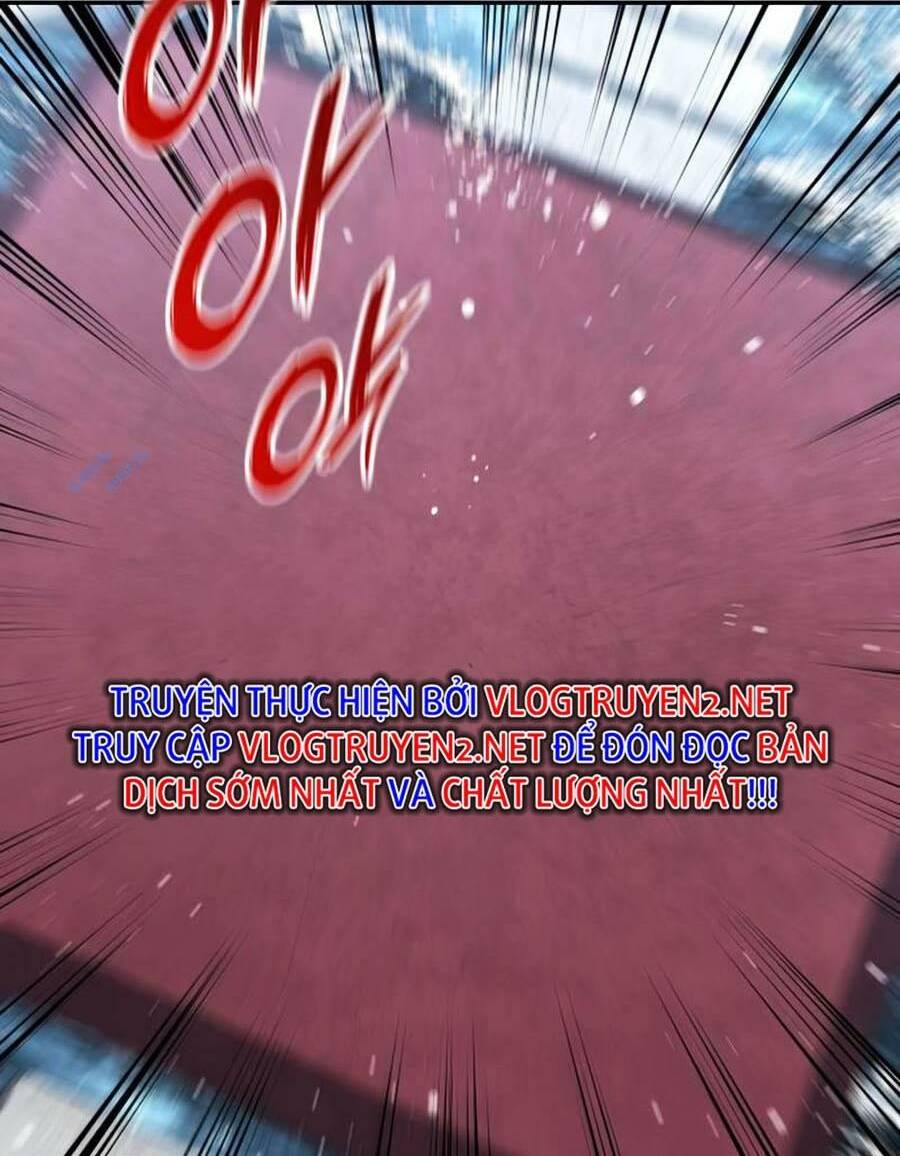 아
아
야
TRUYỆN THỰC HIỆN BỞI VLOGTRUYEN2.NET
TRUY CẬP VLOGTRUYEN2.NET ĐỂ ĐÓN ĐỌC BẢN
DỊCH SỚM NHẤT VÀ CHẤT LƯỢNG NHẤT!!!